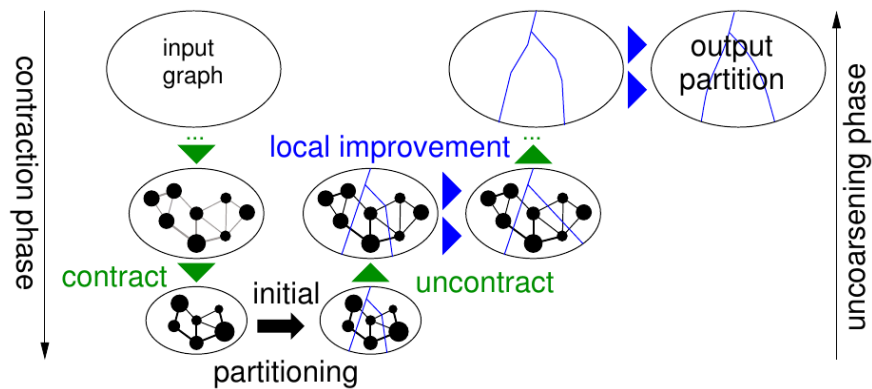 contraction phase
input
graph
...
local improvement
...
output
partition
uncoarsening phase
contract
uncontract
initial
partitioning